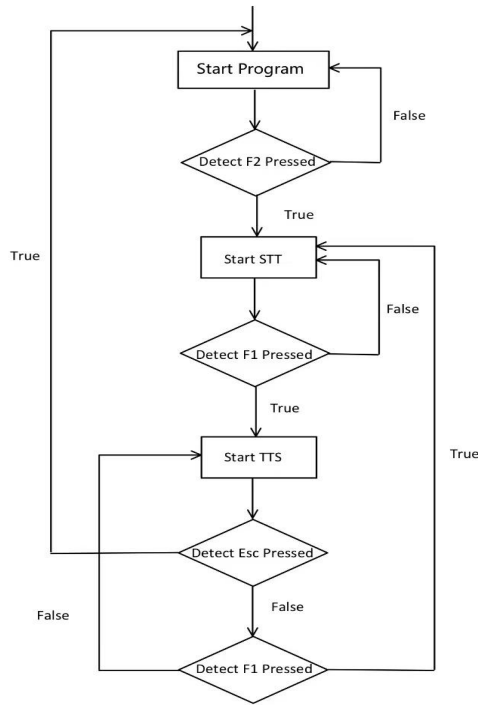 Start Program
False
Detect F2 Pressed
True
True
Start STT
False
Detect F1 Pressed
True
Start TTS
True
Detect Esc Pressed
False
False
Detect F1 Pressed